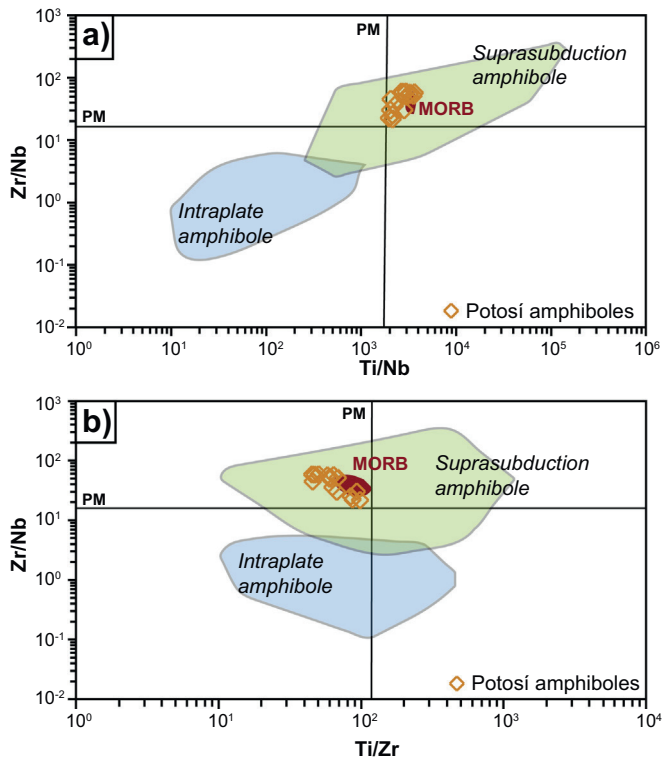 a)
PM
Suprasubduction
amphibole
MORB
PM
Intraplate
amphibole
Potosí amphiboles
Zr/Nb
10³
10²
10¹
10⁰
10⁻¹
10⁻²
10⁰ 10¹ 10² 10³ 10⁴ 10⁵ 10⁶
Ti/Nb
b)
PM
MORB
Suprasubduction
amphibole
PM
Intraplate
amphibole
Potosí amphiboles
Zr/Nb
10³
10²
10¹
10⁰
10⁻¹
10⁻²
10⁰ 10¹ 10² 10³ 10⁴
Ti/Zr